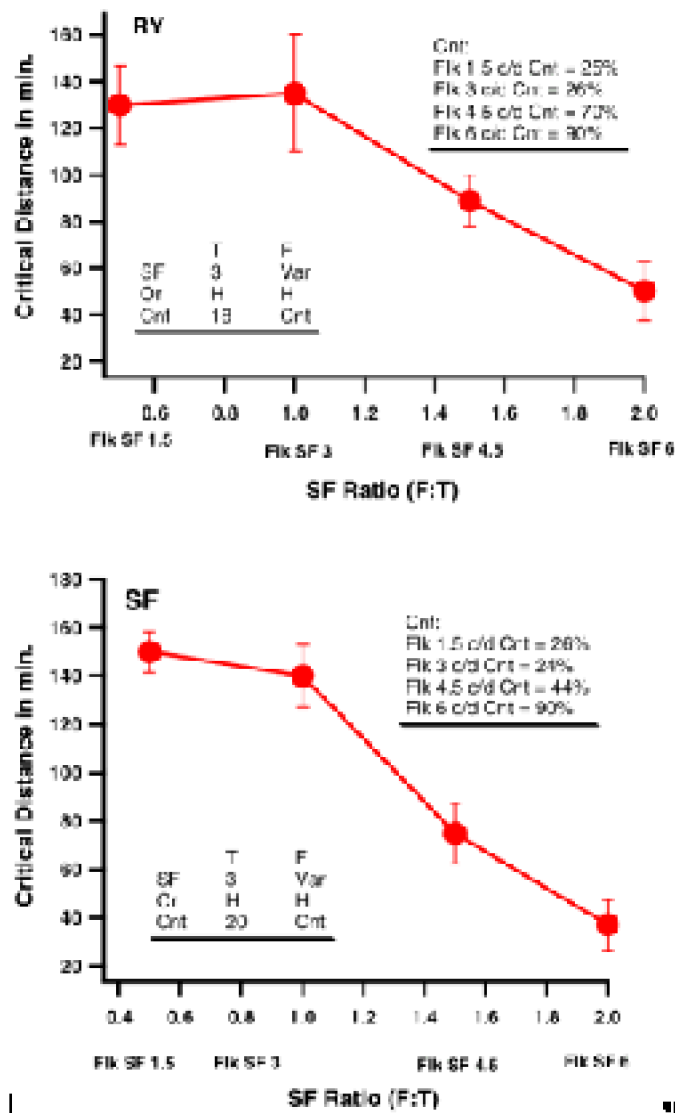 RY
160
140
120
100
80
60
40
20
Critical Distance in min.
Cnt:
Flk 1.5 c/d Cnt = 25%
Flk 3 c/d Cnt = 26%
Flk 4.5 c/d Cnt = 70%
Flk 6 c/d Cnt = 90%
T F
SF 3 Var
Or H H
Cnt 18 Cnt
0.6 0.8 1.0 1.2 1.4 1.6 1.8 2.0
Flk SF 1.5 Flk SF 3 Flk SF 4.5 Flk SF 6
SF Ratio (F:T)
SF
180
160
140
120
100
80
60
40
20
Critical Distance in min.
Cnt:
Flk 1.5 c/d Cnt = 26%
Flk 3 c/d Cnt = 24%
Flk 4.5 c/d Cnt = 44%
Flk 6 c/d Cnt = 90%
T F
SF 3 Var
Or H H
Cnt 20 Cnt
0.4 0.6 0.8 1.0 1.2 1.4 1.6 1.8 2.0
Flk SF 1.5 Flk SF 3 Flk SF 4.5 Flk SF 6
SF Ratio (F:T)